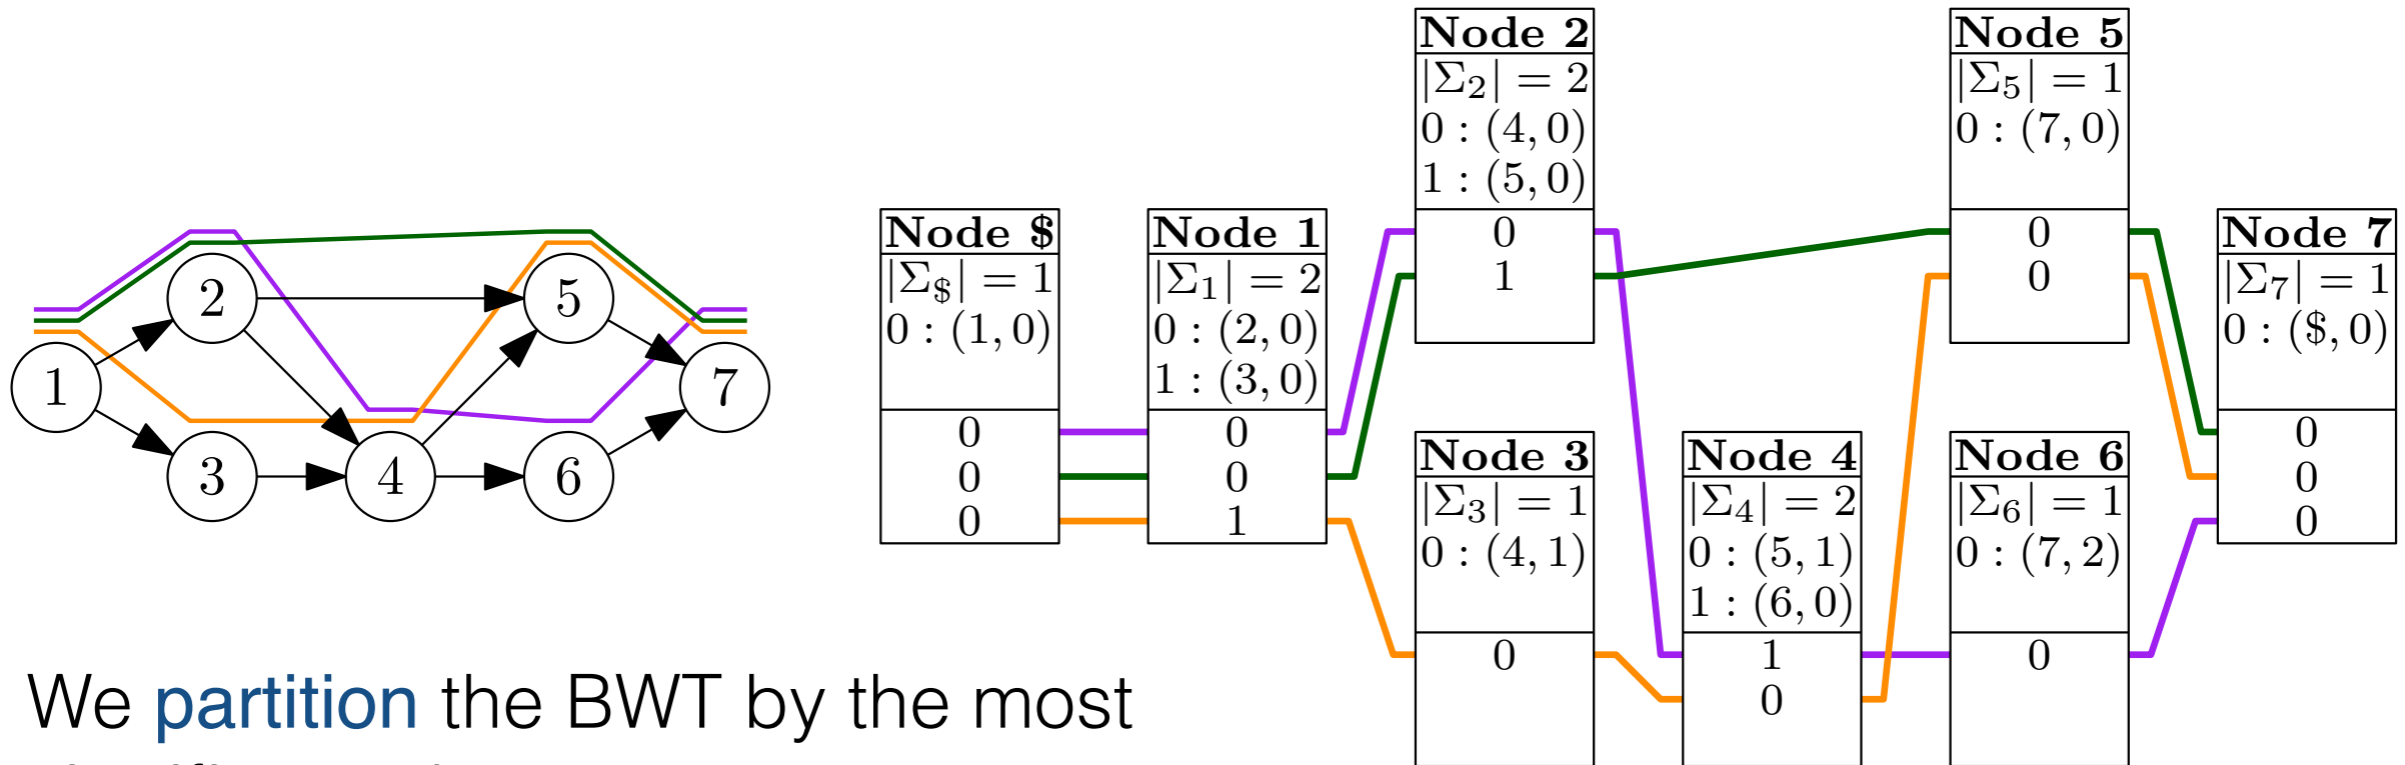 1
2
3
4
5
6
7
Node $
|Σ$| = 1
0 : (1, 0)
0
0
0
Node 1
|Σ1| = 2
0 : (2, 0)
1 : (3, 0)
0
0
1
Node 2
|Σ2| = 2
0 : (4, 0)
1 : (5, 0)
0
1
Node 3
|Σ3| = 1
0 : (4, 1)
0
Node 4
|Σ4| = 2
0 : (5, 1)
1 : (6, 0)
1
0
Node 5
|Σ5| = 1
0 : (7, 0)
0
0
Node 6
|Σ6| = 1
0 : (7, 2)
0
Node 7
|Σ7| = 1
0 : ($, 0)
0
0
0
We partition the BWT by the most